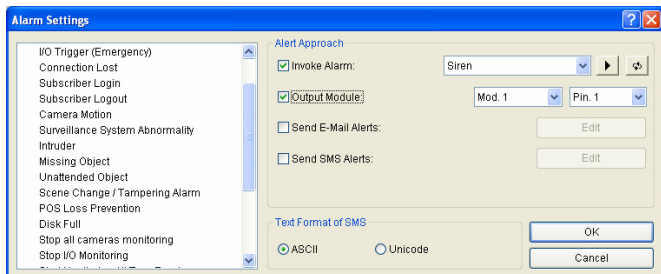 Alarm Settings
I/O Trigger (Emergency)
Connection Lost
Subscriber Login
Subscriber Logout
Camera Motion
Surveillance System Abnormality
Intruder
Missing Object
Unattended Object
Scene Change / Tampering Alarm
POS Loss Prevention
Disk Full
Stop all cameras monitoring
Stop I/O Monitoring
Alert Approach
Invoke Alarm: Siren
Output Module: Mod. 1 Pin. 1
Send E-Mail Alerts: Edit
Send SMS Alerts: Edit
Text Format of SMS
ASCII Unicode
OK
Cancel